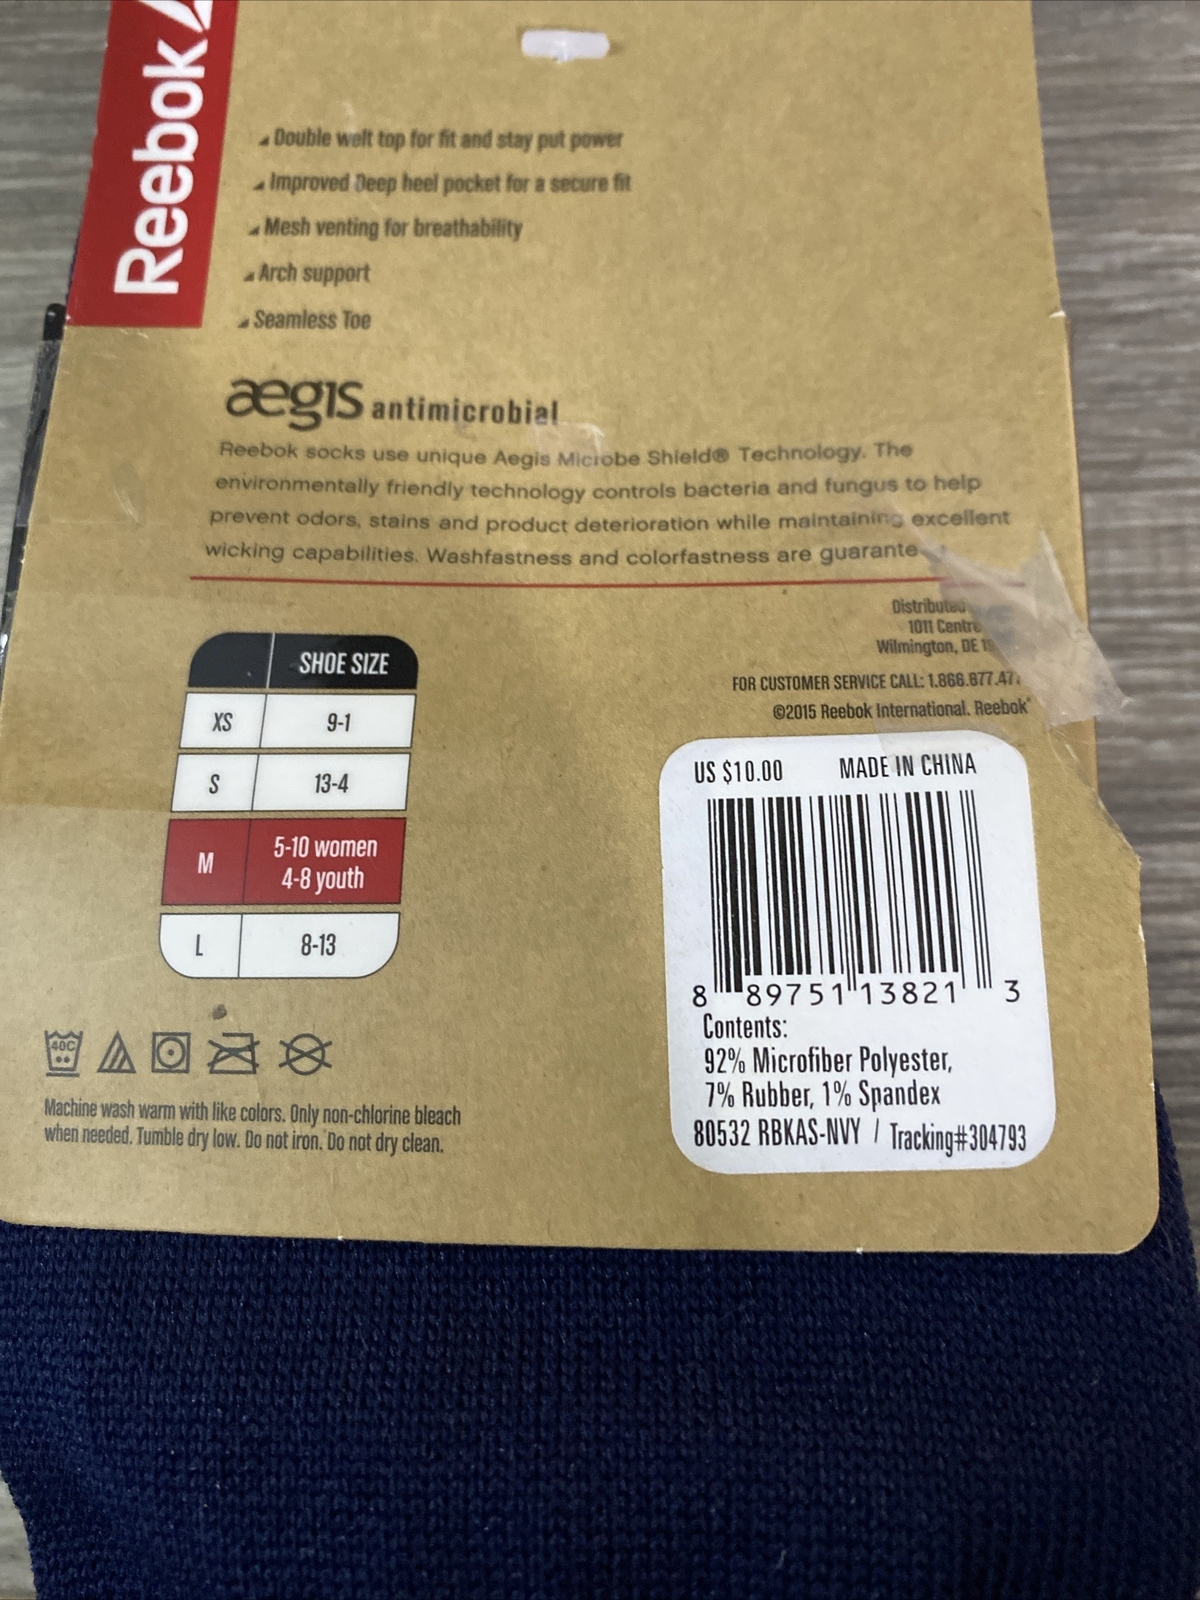 Reebok
Double welt top for fit and stay put power
Improved Deep heel pocket for a secure fit
Mesh venting for breathability
Arch support
Seamless Toe
aegis antimicrobial
Reebok socks use unique Aegis Microbe Shield® Technology. The
environmentally friendly technology controls bacteria and fungus to help
prevent odors, stains and product deterioration while maintaining excellent
wicking capabilities. Washfastness and colorfastness are
Distributed
1011 Centre
Wilmington, DE
FOR CUSTOMER SERVICE CALL:
©2015 Reebok International. Reebok
SHOE SIZE
XS 9-1
S 13-4
M 5-10 women
4-8 youth
L 8-13
40C
Machine wash warm with like colors. Only non-chlorine bleach
when needed. Tumble dry low. Do not iron. Do not dry clean.
US $10.00 MADE IN CHINA
8 89751 13821 3
Contents:
92% Microfiber Polyester,
7% Rubber, 1% Spandex
80532 RBKAS-NVY / Tracking#304793